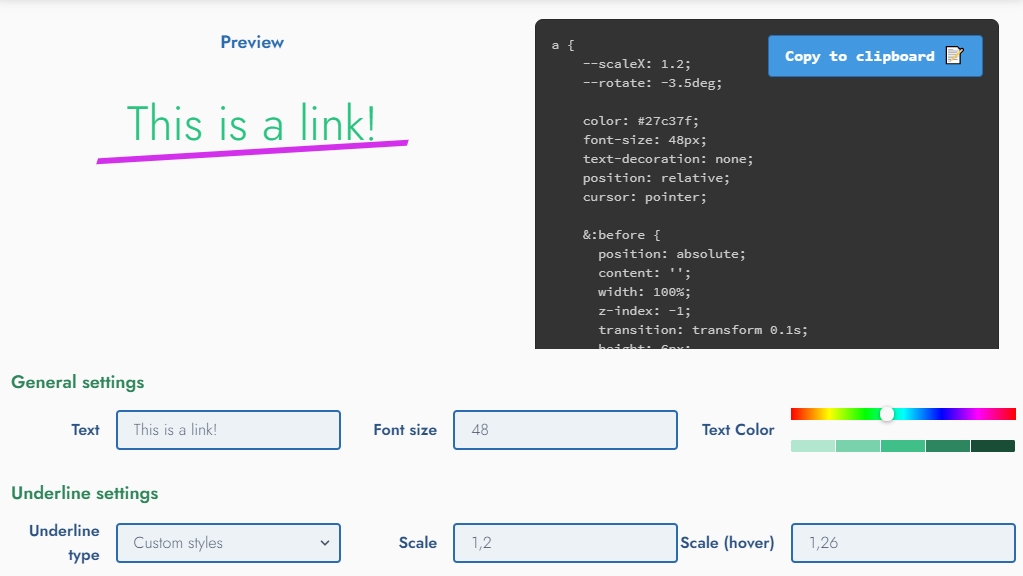 Preview
This is a link!
a {
--scaleX: 1.2;
--rotate: -3.5deg;
color: #27c37f;
font-size: 48px;
text-decoration: none;
position: relative;
cursor: pointer;
&:before {
position: absolute;
content: '';
width: 100%;
z-index: -1;
transition: transform 0.1s;
height: 6px;
Copy to clipboard
General settings
Text
This is a link!
Font size
48
Text Color
Underline settings
Underline
type
Custom styles
Scale
1,2
Scale (hover)
1,26